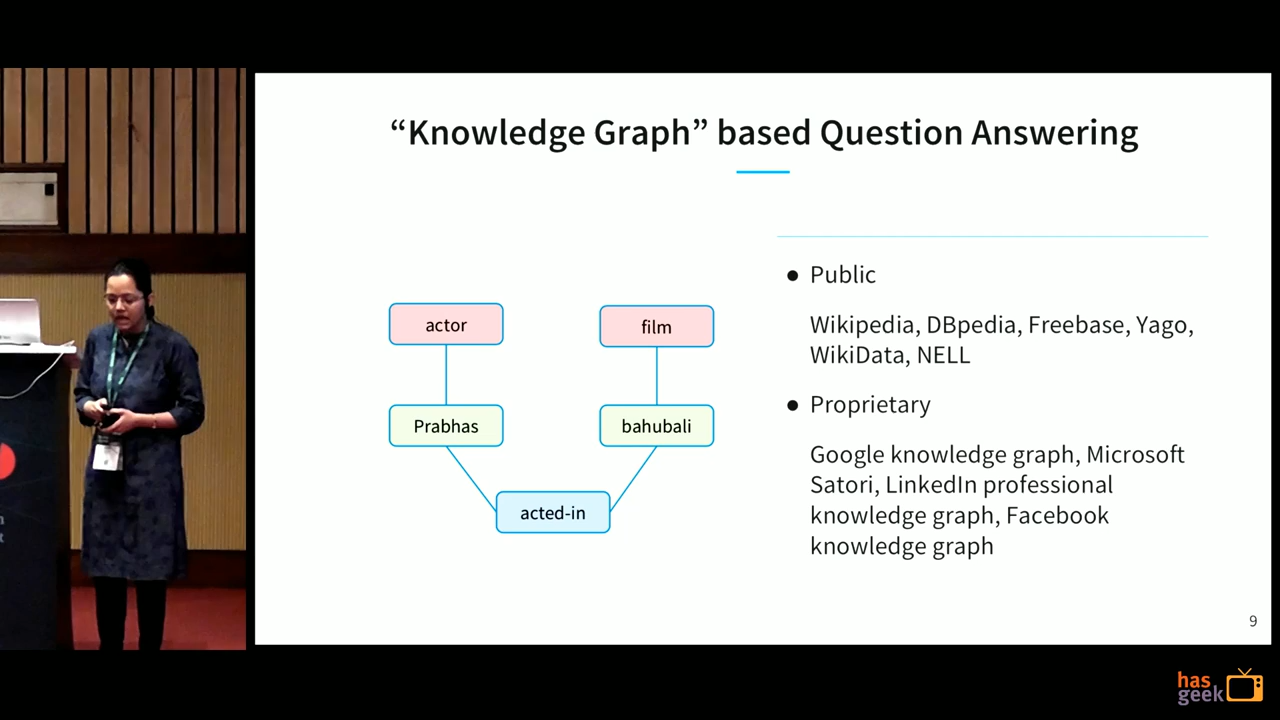 “Knowledge Graph” based Question Answering
actor
film
Prabhas
bahubali
acted-in
● Public
Wikipedia, DBpedia, Freebase, Yago,
WikiData, NELL
● Proprietary
Google knowledge graph, Microsoft
Satori, LinkedIn professional
knowledge graph, Facebook
knowledge graph
9
has
geek